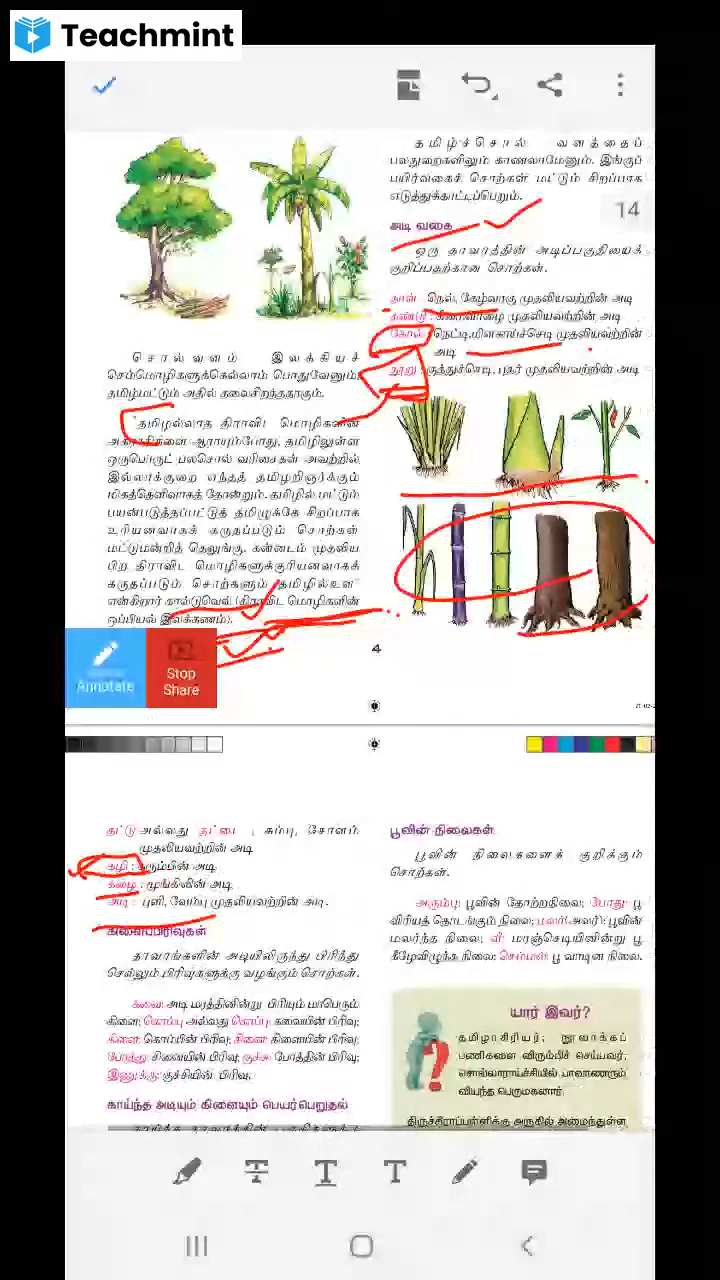 Teachmint
14
சொல்வளம் இலக்கியச்
செம்மொழிகளுக்கெல்லாம் பொதுவேனும்,
தமிழ்மட்டும் அதில் தலைசிறந்ததாகும்.
"தமிழல்லாத திராவிட மொழிகளின்
அகராதிகளை ஆராயும்போது, தமிழிலுள்ள
ஒருபொருட் பலசொல் வரிசைகள் அவற்றில்
இல்லாக்குறை எந்தத் தமிழறிஞர்க்கும்
மிகத்தெளிவாகத் தோன்றும். தமிழில் மட்டும்
பயன்படுத்தப்பட்டுத் தமிழுக்கே சிறப்பாக
உரியனவாகக் கருதப்படும் சொற்கள்
மட்டுமன்றித் தெலுங்கு, கன்னடம் முதலிய
பிற திராவிட மொழிகளுக்குரியனவாகக்
கருதப்படும் சொற்களும் தமிழில்உள"
என்கிறார் கால்டுவெல் (திராவிட மொழிகளின்
ஒப்பியல் இலக்கணம்).
தமிழ்ச்சொல் வளத்தைப்
பலதுறைகளிலும் காணலாமேனும், இங்குப்
பயிர்வகைச் சொற்கள் மட்டும் சிறப்பாக
எடுத்துக்காட்டப்பெறும்.
அடி வகை
ஒரு தாவரத்தின் அடிப்பகுதியைக்
குறிப்பதற்கான சொற்கள்.
தாள் : நெல், கேழ்வரகு முதலியவற்றின் அடி
தண்டு : கீரை,வாழை முதலியவற்றின் அடி
கோல் : நெட்டி,மிளகாய்ச்செடி முதலியவற்றின்
அடி
தூறு : குத்துச்செடி, புதர் முதலியவற்றின் அடி
4
Annotate
Stop
Share
தட்டு அல்லது தட்டை : கம்பு, சோளம்
முதலியவற்றின் அடி
கழி : கரும்பின் அடி
கழை : மூங்கிலின் அடி
அடி : புளி, வேம்பு முதலியவற்றின் அடி.
கிளைப்பிரிவுகள்
தாவரங்களின் அடியிலிருந்து பிரிந்து
செல்லும் பிரிவுகளுக்கு வழங்கும் சொற்கள்.
கவை: அடி மரத்தினின்று பிரியும் மாபெரும்
கிளை; கொம்பு அல்லது கொப்பு: கவையின் பிரிவு;
கிளை: கொம்பின் பிரிவு; சினை: கிளையின் பிரிவு;
போத்து: சினையின் பிரிவு; குச்சு: போத்தின் பிரிவு;
இணுக்கு: குச்சியின் பிரிவு.
காய்ந்த அடியும் கிளையும் பெயர்பெறுதல்
பூவின் நிலைகள்
பூவின் நிலைகளைக் குறிக்கும்
சொற்கள்.
அரும்பு: பூவின் தோற்றநிலை; போது: பூ
விரியத் தொடங்கும் நிலை; மலர்(அலர்): பூவின்
மலர்ந்த நிலை; வீ: மரஞ்செடியினின்று பூ
கீழேவிழுந்த நிலை; செம்மல்: பூ வாடின நிலை.
யார் இவர்?
தமிழாசிரியர்; நூலாக்கப்
பணிகளை விரும்பிச் செய்பவர்.
சொல்லாராய்ச்சியில் பாவாணரும்
வியந்த பெருமகனார்.
திருச்சிராப்பள்ளிக்கு அருகில் அமைந்துள்ள